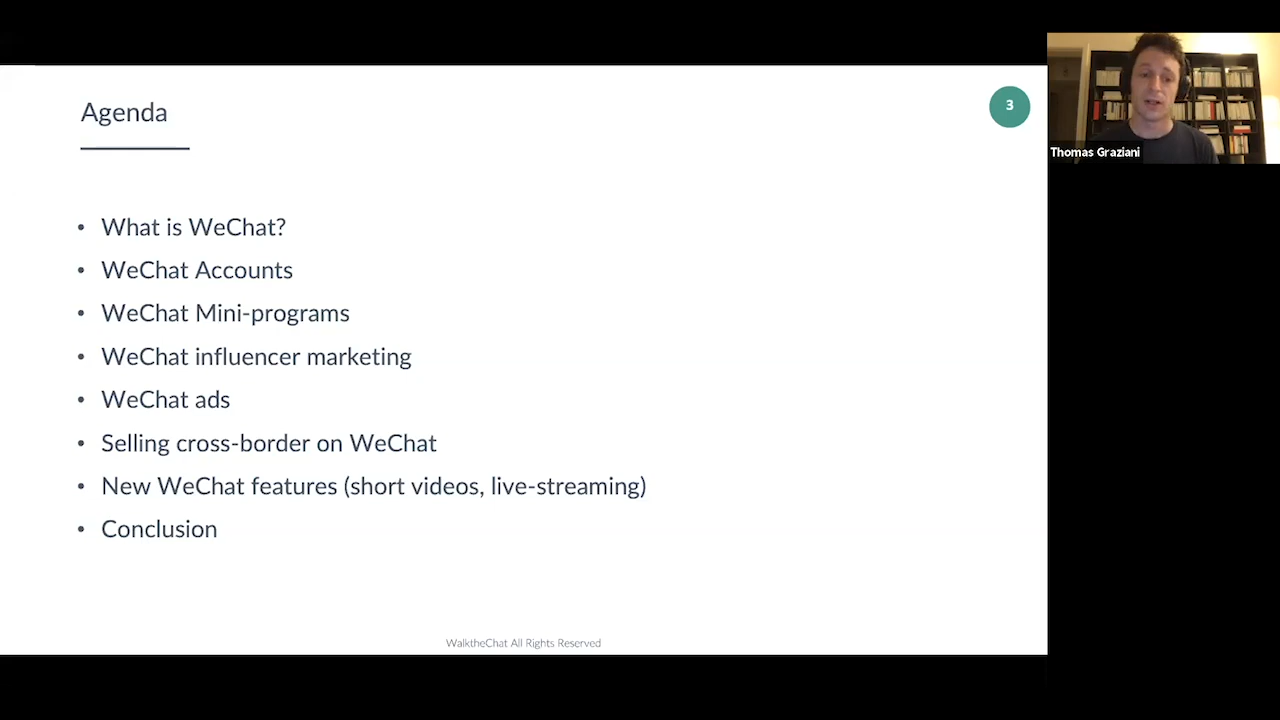 Agenda
3
• What is WeChat?
• WeChat Accounts
• WeChat Mini-programs
• WeChat influencer marketing
• WeChat ads
• Selling cross-border on WeChat
• New WeChat features (short videos, live-streaming)
• Conclusion
WalktheChat All Rights Reserved
Thomas Graziani